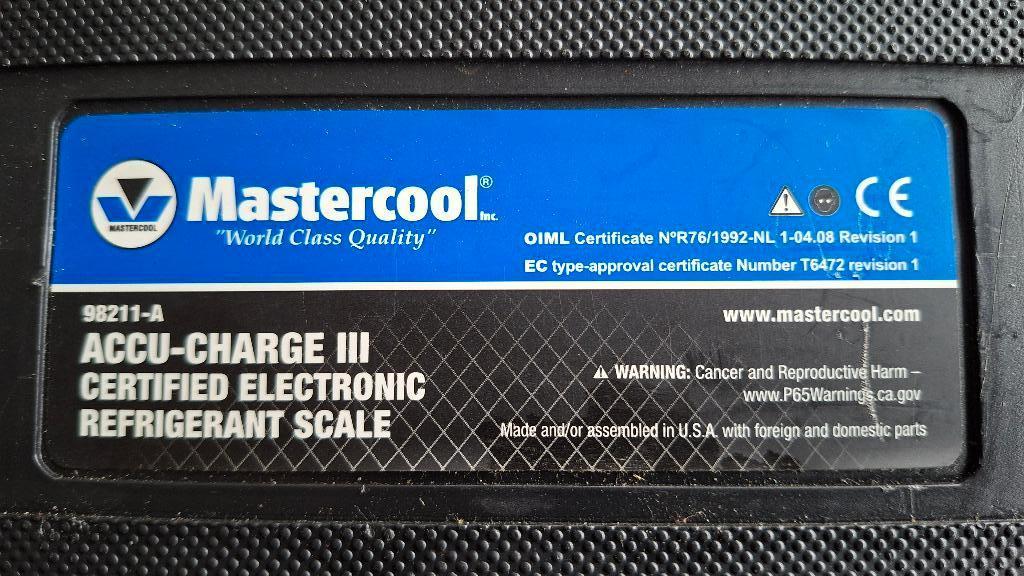 MASTERCOOL
Mastercool® Inc.
"World Class Quality"
CE
OIML Certificate NºR76/1992-NL 1-04.08 Revision 1
EC type-approval certificate Number T6472 revision 1
98211-A
ACCU-CHARGE III
CERTIFIED ELECTRONIC
REFRIGERANT SCALE
www.mastercool.com
⚠ WARNING: Cancer and Reproductive Harm –
www.P65Warnings.ca.gov
Made and/or assembled in U.S.A. with foreign and domestic parts